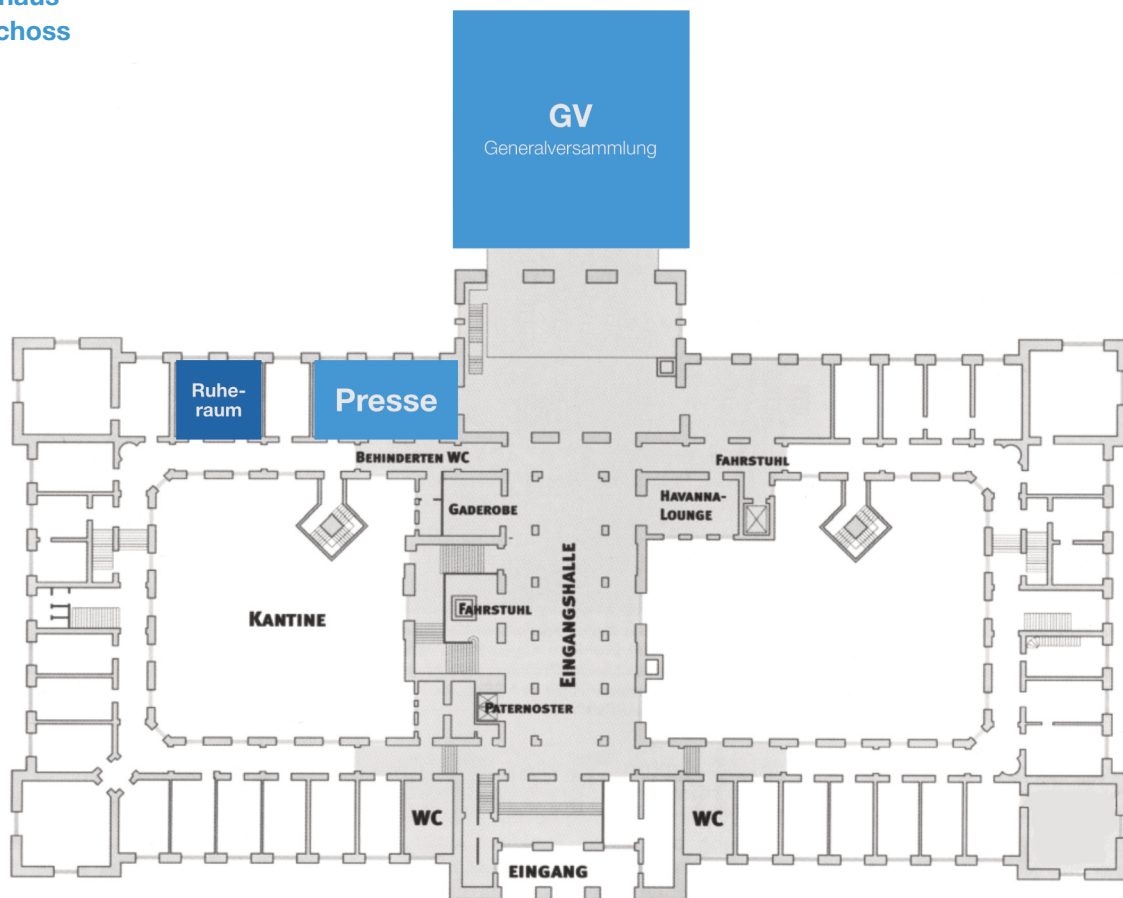 haus
choss
GV
Generalversammlung
Ruhe-
raum
Presse
BEHINDERTEN WC
FAHRSTUHL
GADEROBE
HAVANNA-
LOUNGE
EINGANGSHALLE
FAHRSTUHL
KANTINE
PATERNOSTER
WC
WC
EINGANG